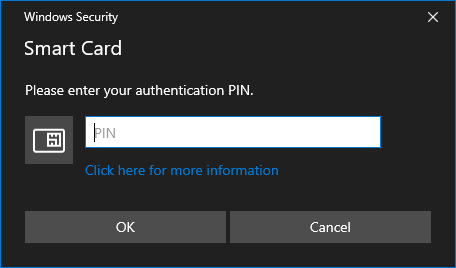 Windows Security
Smart Card
Please enter your authentication PIN.
PIN
Click here for more information
OK
Cancel